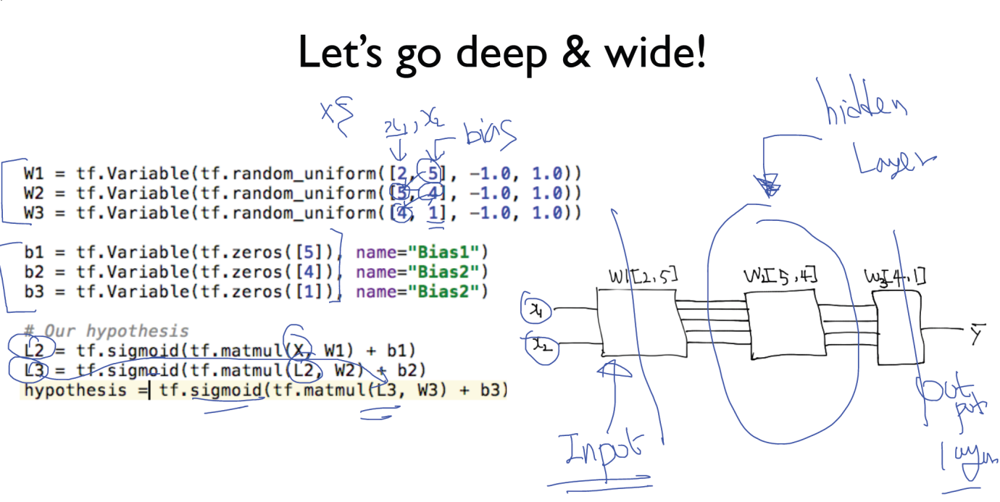 Let's go deep & wide!
hidden
Layer
x
x1, x2
bias
W1 = tf.Variable(tf.random_uniform([2, 5], -1.0, 1.0))
W2 = tf.Variable(tf.random_uniform([5, 4], -1.0, 1.0))
W3 = tf.Variable(tf.random_uniform([4, 1], -1.0, 1.0))
b1 = tf.Variable(tf.zeros([5]), name="Bias1")
b2 = tf.Variable(tf.zeros([4]), name="Bias2")
b3 = tf.Variable(tf.zeros([1]), name="Bias2")
# Our hypothesis
L2 = tf.sigmoid(tf.matmul(X, W1) + b1)
L3 = tf.sigmoid(tf.matmul(L2, W2) + b2)
hypothesis = tf.sigmoid(tf.matmul(L3, W3) + b3)
W1[2,5] W2[5,4] W3[4,1]
x1
x2
Ȳ
Input
out
put
layer